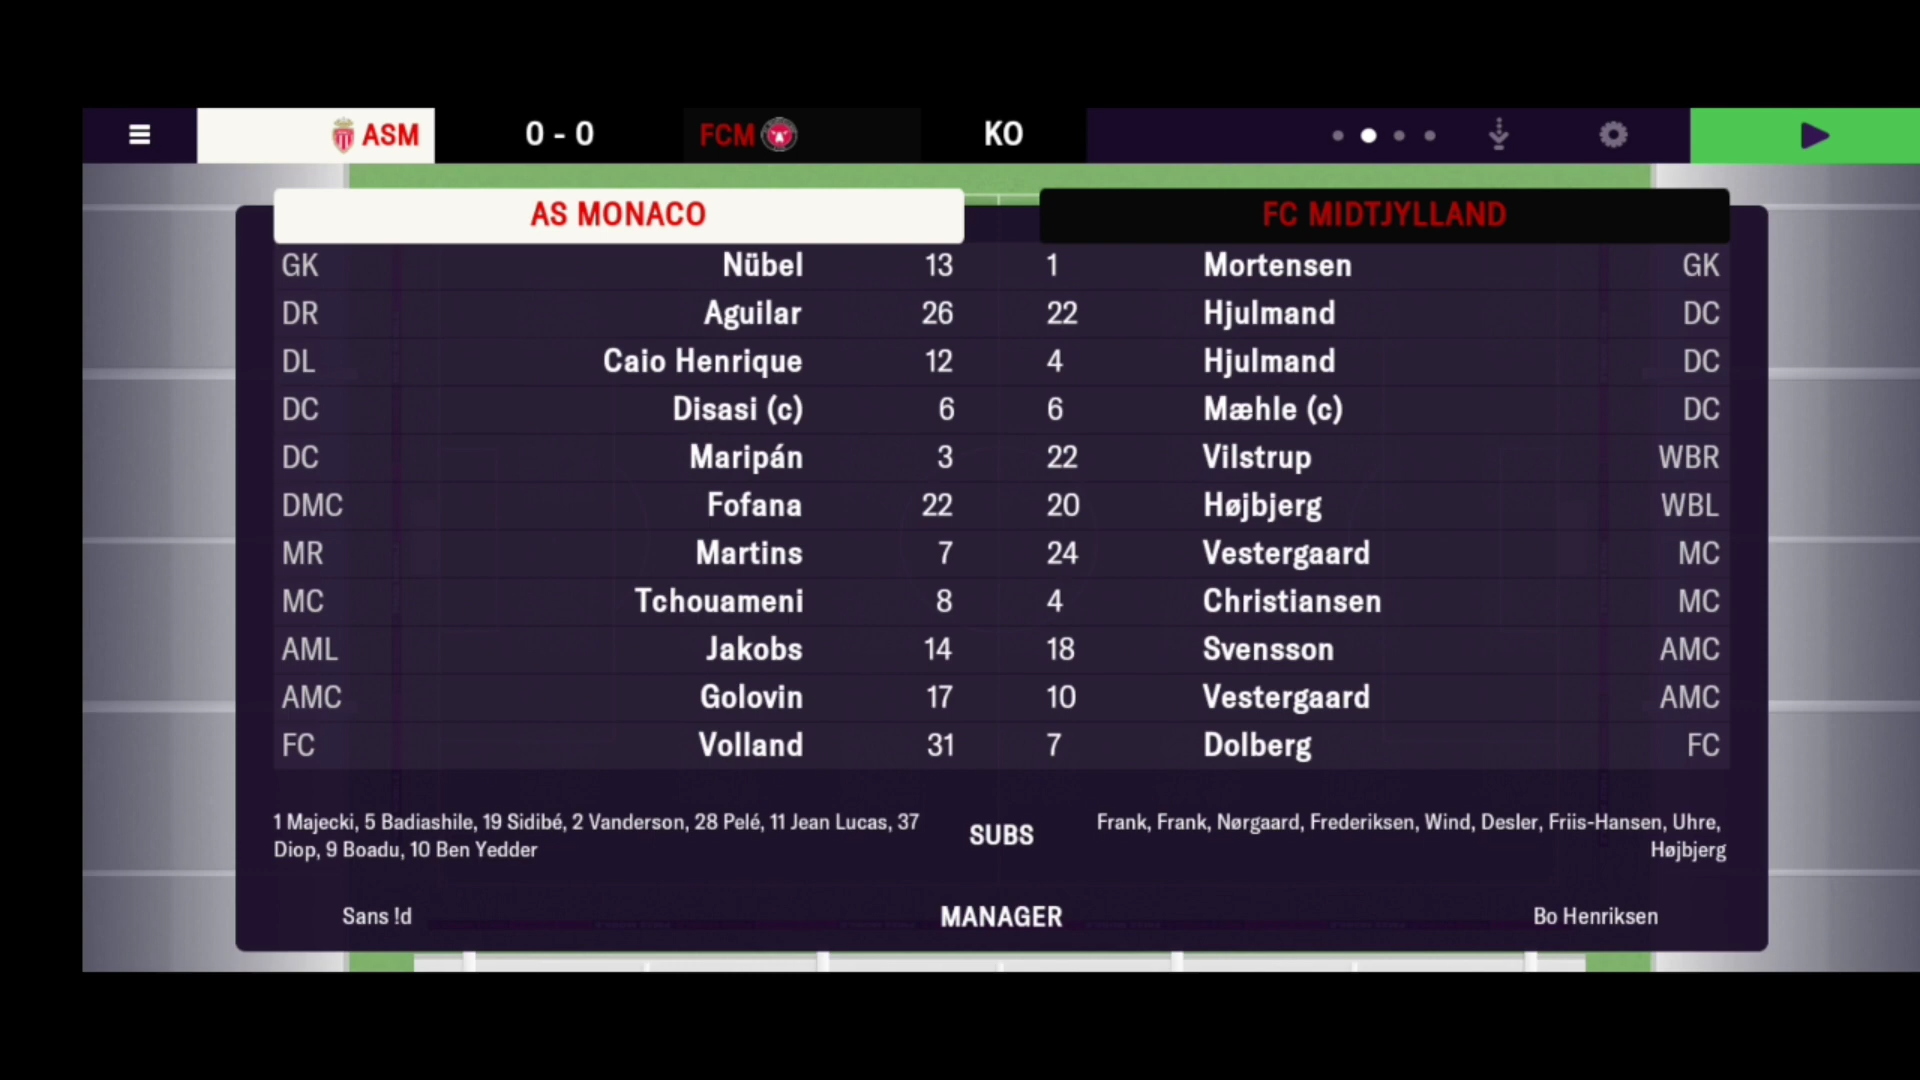 ASM 0 - 0 FCM KO
AS MONACO FC MIDTJYLLAND
GK Nübel 13 1 Mortensen GK
DR Aguilar 26 22 Hjulmand DC
DL Caio Henrique 12 4 Hjulmand DC
DC Disasi (c) 6 6 Mæhle (c) DC
DC Maripán 3 22 Vilstrup WBR
DMC Fofana 22 20 Højbjerg WBL
MR Martins 7 24 Vestergaard MC
MC Tchouameni 8 4 Christiansen MC
AML Jakobs 14 18 Svensson AMC
AMC Golovin 17 10 Vestergaard AMC
FC Volland 31 7 Dolberg FC
1 Majecki, 5 Badiashile, 19 Sidibé, 2 Vanderson, 28 Pelé, 11 Jean Lucas, 37
Diop, 9 Boadu, 10 Ben Yedder
SUBS
Frank, Frank, Nørgaard, Frederiksen, Wind, Desler, Friis-Hansen, Uhre,
Højbjerg
Sans !d MANAGER Bo Henriksen